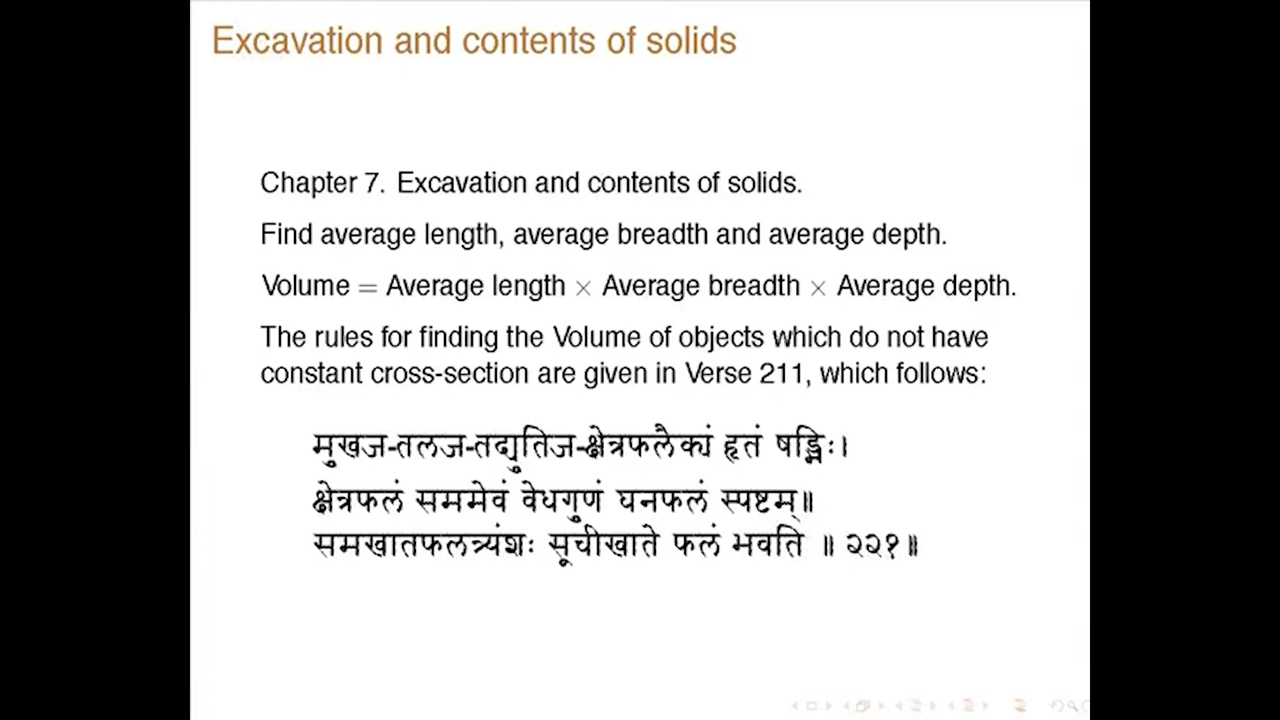 Excavation and contents of solids
Chapter 7. Excavation and contents of solids.
Find average length, average breadth and average depth.
Volume = Average length × Average breadth × Average depth.
The rules for finding the Volume of objects which do not have
constant cross-section are given in Verse 211, which follows:
मुखज-तलज-तद्युतिज-क्षेत्रफलैक्यं हृतं षड्भिः।
क्षेत्रफलं सममेवं वेधगुणं घनफलं स्पष्टम्॥
समखातफलत्र्यंशः सूचीखाते फलं भवति ॥ २२१॥